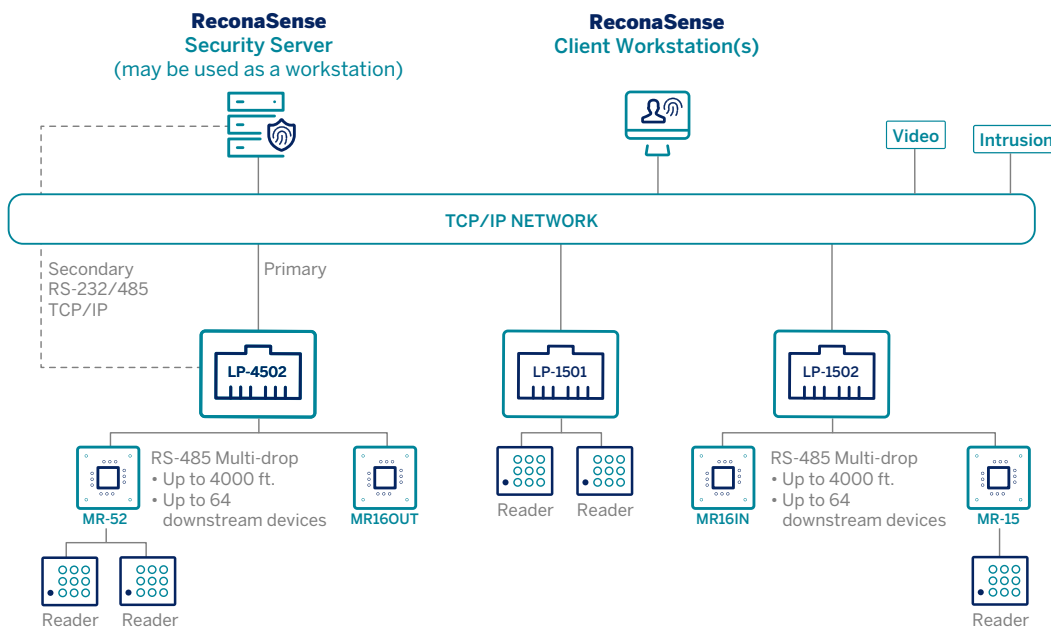 ReconaSense
Security Server
(may be used as a workstation)
ReconaSense
Client Workstation(s)
Video
Intrusion
TCP/IP NETWORK
Secondary
RS-232/485
TCP/IP
Primary
LP-4502
LP-1501
LP-1502
MR-52
RS-485 Multi-drop
• Up to 4000 ft.
• Up to 64
downstream devices
MR16OUT
Reader
Reader
MR16IN
RS-485 Multi-drop
• Up to 4000 ft.
• Up to 64
downstream devices
MR-15
Reader
Reader
Reader